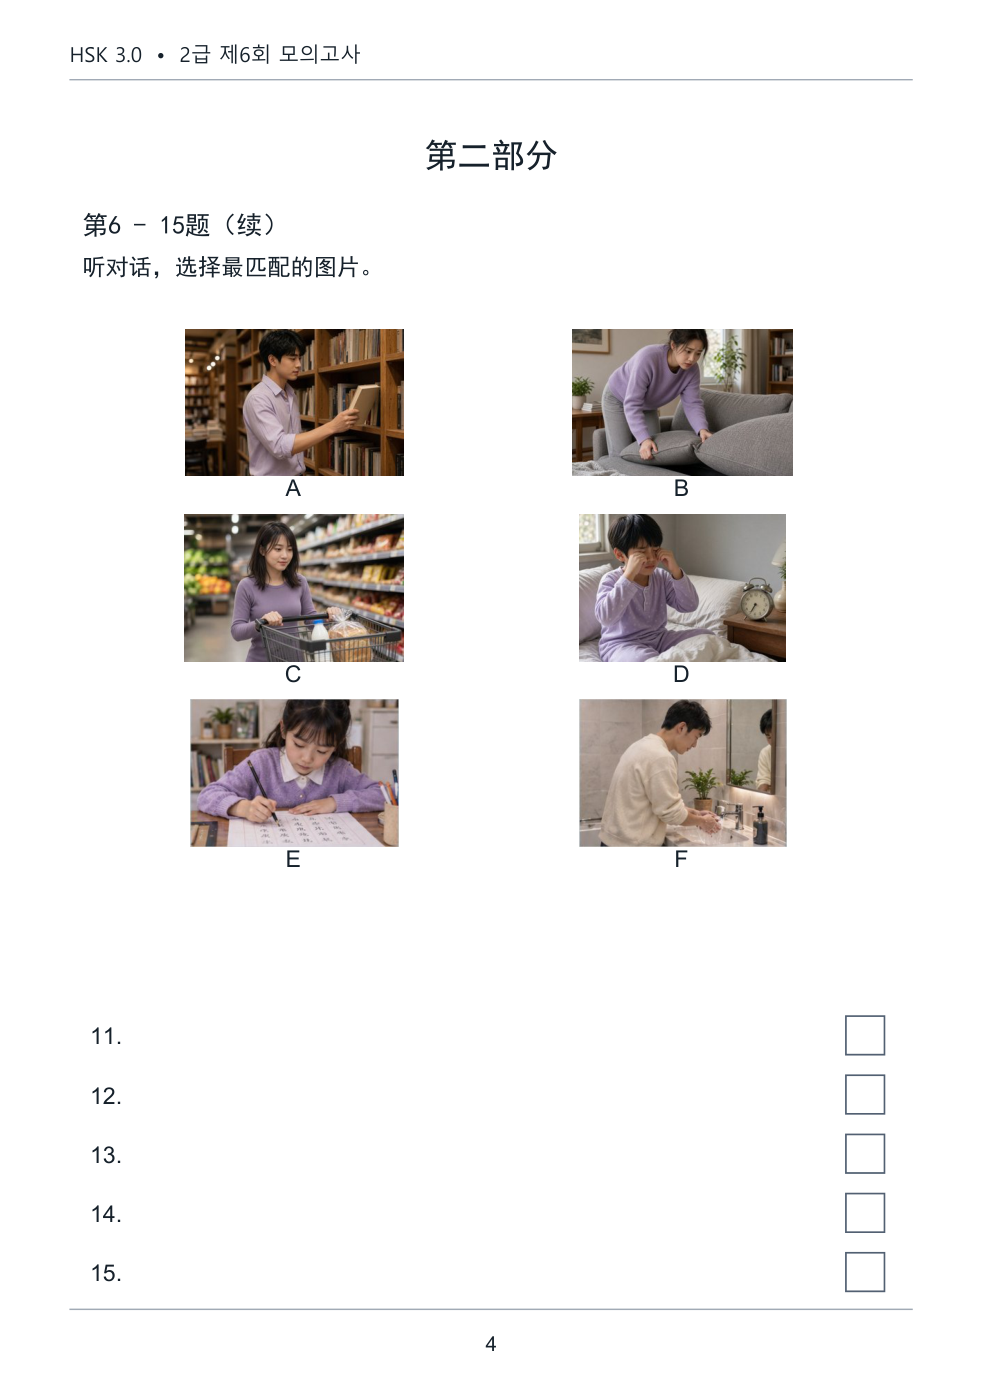 HSK 3.0 • 2급 제6회 모의고사
第二部分
第6 - 15题（续）
听对话，选择最匹配的图片。
A
B
C
D
E
F
11.
12.
13.
14.
15.
4